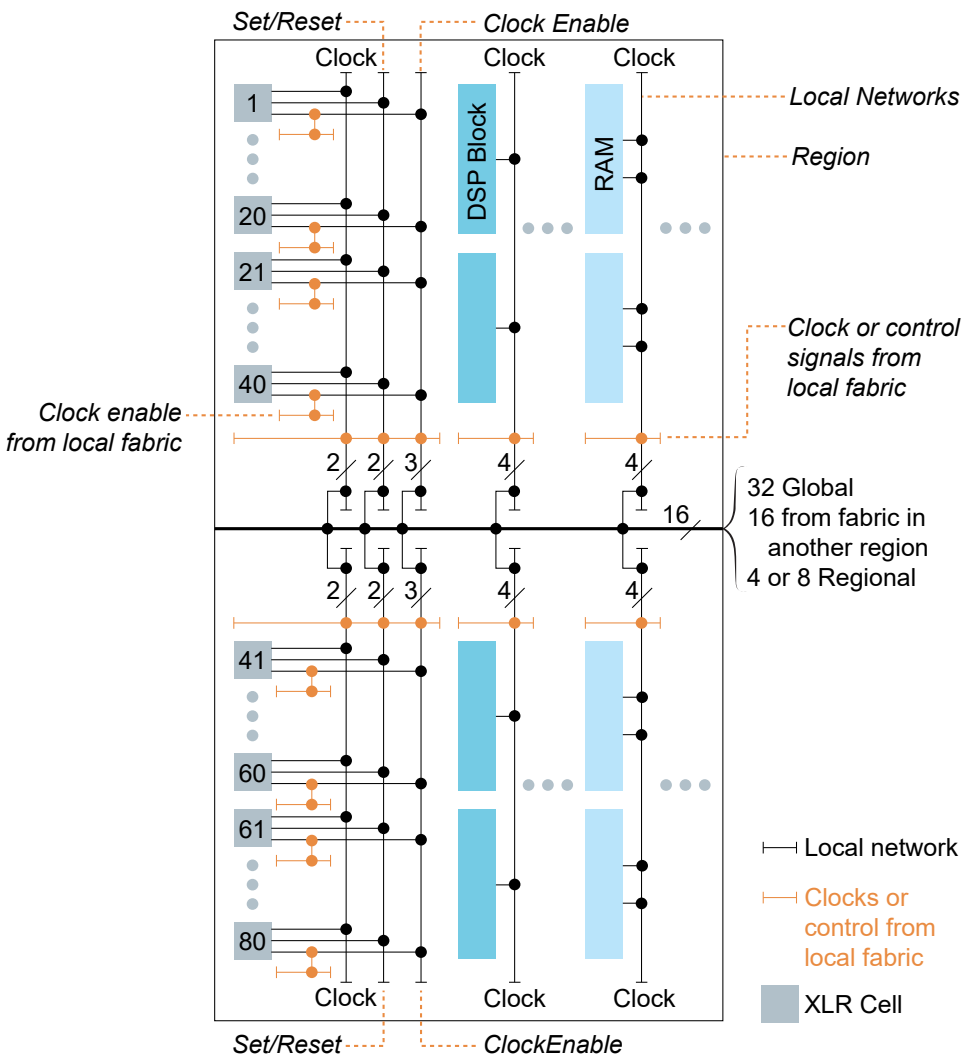 Set/Reset
Clock Enable
Clock
Clock
Clock
1
DSP Block
RAM
Local Networks
Region
20
21
40
Clock or control
signals from
local fabric
Clock enable
from local fabric
2
2
3
4
4
16
32 Global
16 from fabric in
another region
4 or 8 Regional
2
2
3
4
4
41
60
61
80
Local network
Clocks or
control from
local fabric
XLR Cell
Clock
Clock
Clock
Set/Reset
ClockEnable